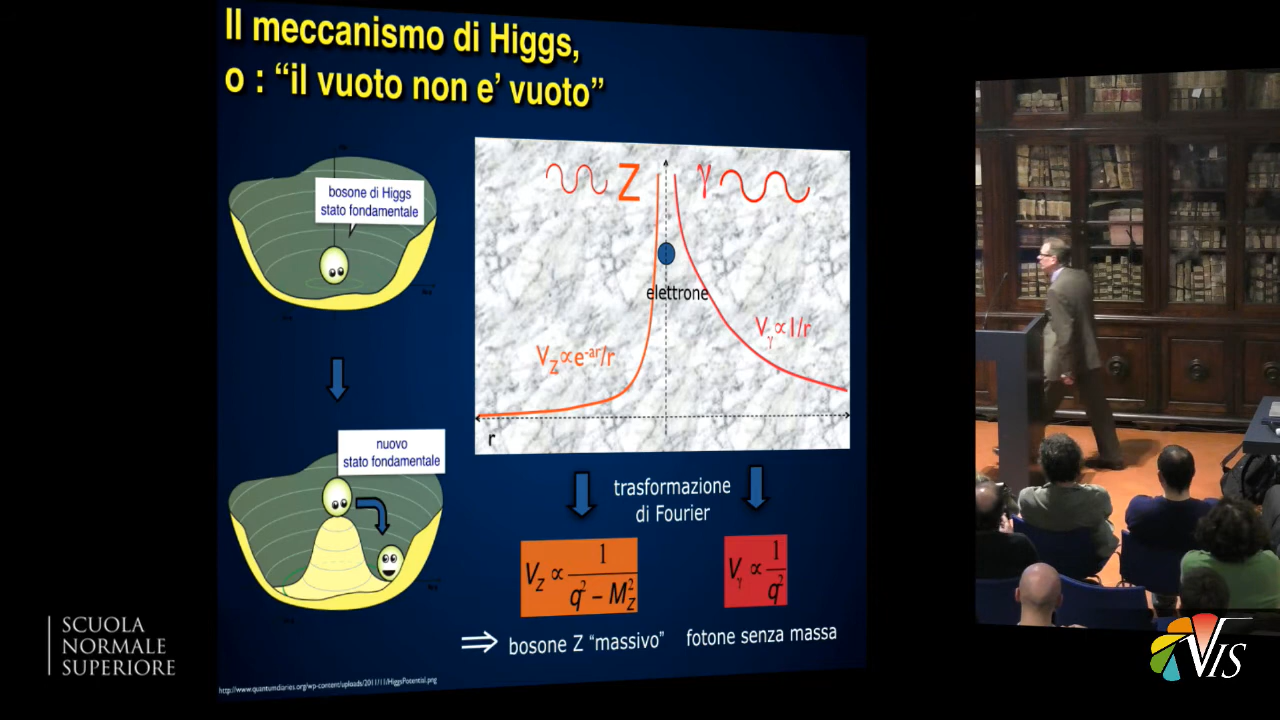 Il meccanismo di Higgs,
o : “il vuoto non e’ vuoto”
bosone di Higgs
stato fondamentale
nuovo
stato fondamentale
Z γ
elettrone
V_Z∝e^-ar/r
V_γ∝1/r
r
trasformazione
di Fourier
V_Z ∝ 1/(q² − M_Z²)
V_γ ∝ 1/q²
⇒ bosone Z “massivo” fotone senza massa
http://www.quantumdiaries.org/wp-content/uploads/2011/11/HiggsPotential.png
SCUOLA
NORMALE
SUPERIORE
VIS